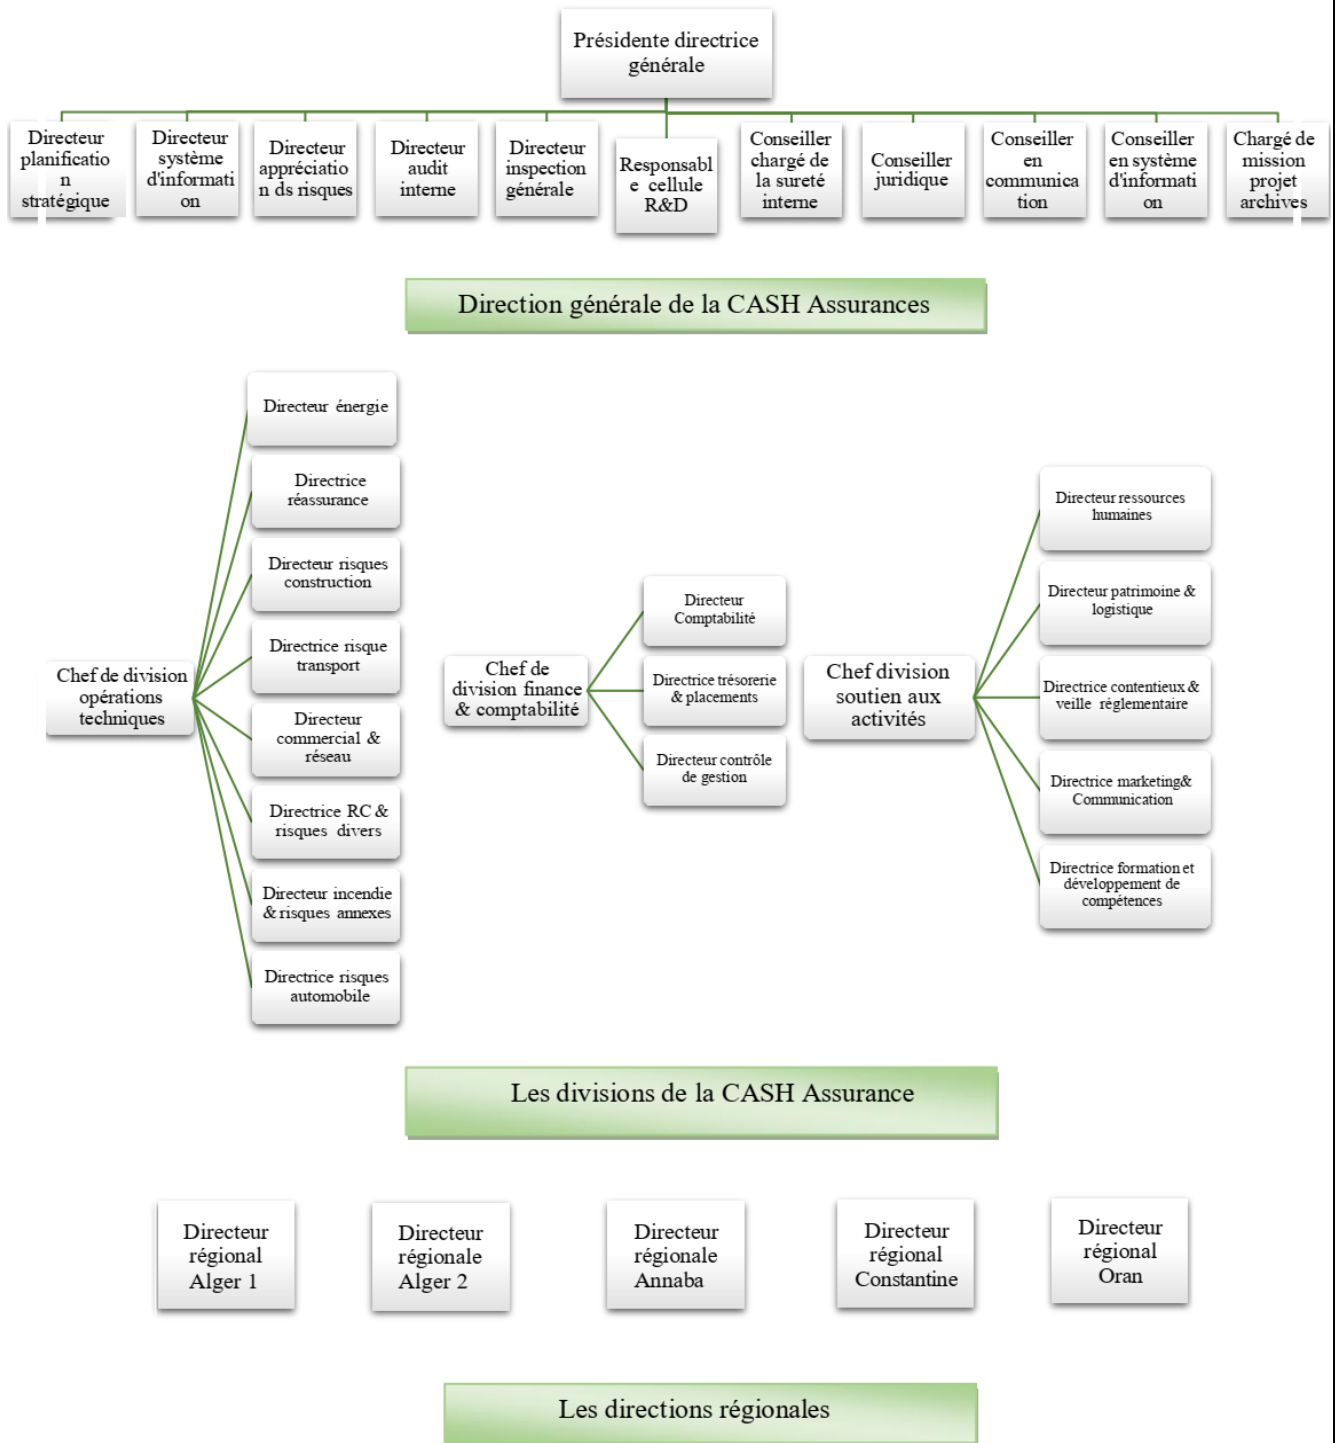 Présidente directrice
générale
Directeur
planificatio
n
stratégique
Directeur
système
d'informati
on
Directeur
appréciatio
n ds risques
Directeur
audit
interne
Directeur
inspection
générale
Responsabl
e cellule
R&D
Conseiller
chargé de
la sureté
interne
Conseiller
juridique
Conseiller
en
communica
tion
Conseiller
en système
d'informati
on
Chargé de
mission
projet
archives
Direction générale de la CASH Assurances
Chef de division
opérations
techniques
Directeur énergie
Directrice
réassurance
Directeur risques
construction
Directrice risque
transport
Directeur
commercial &
réseau
Directrice RC &
risques divers
Directeur incendie
& risques annexes
Directrice risques
automobile
Chef de
division finance
& comptabilité
Directeur
Comptabilité
Directrice trésorerie
& placements
Directeur contrôle
de gestion
Chef division
soutien aux
activités
Directeur ressources
humaines
Directeur patrimoine &
logistique
Directrice contentieux &
veille réglementaire
Directrice marketing&
Communication
Directrice formation et
développement de
compétences
Les divisions de la CASH Assurance
Directeur
régional
Alger 1
Directeur
régionale
Alger 2
Directeur
régionale
Annaba
Directeur
régional
Constantine
Directeur
régional
Oran
Les directions régionales